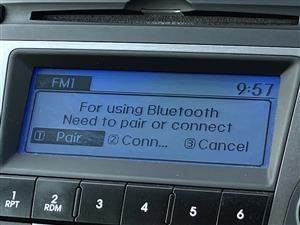 FM1 9:57
For using Bluetooth
Need to pair or connect
1 Pair 2 Conn... 3 Cancel
1 2 3 4 5 6
RPT RDM